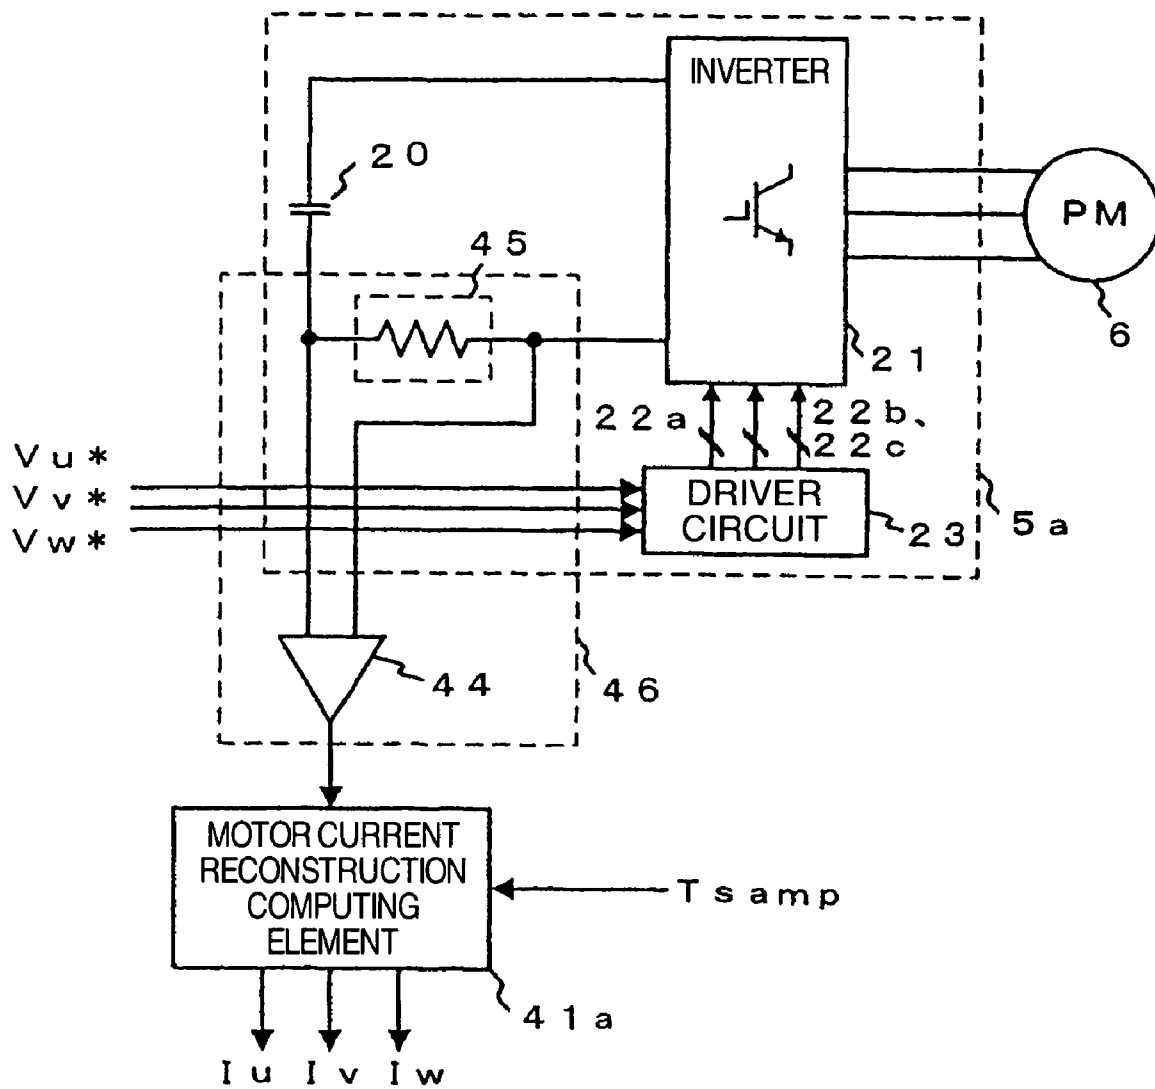 INVERTER
20
45
PM
6
21
22a
22b、
22c
Vu*
Vv*
Vw*
DRIVER
CIRCUIT
23
5a
44
46
MOTOR CURRENT
RECONSTRUCTION
COMPUTING
ELEMENT
Tsamp
41a
Iu Iv Iw